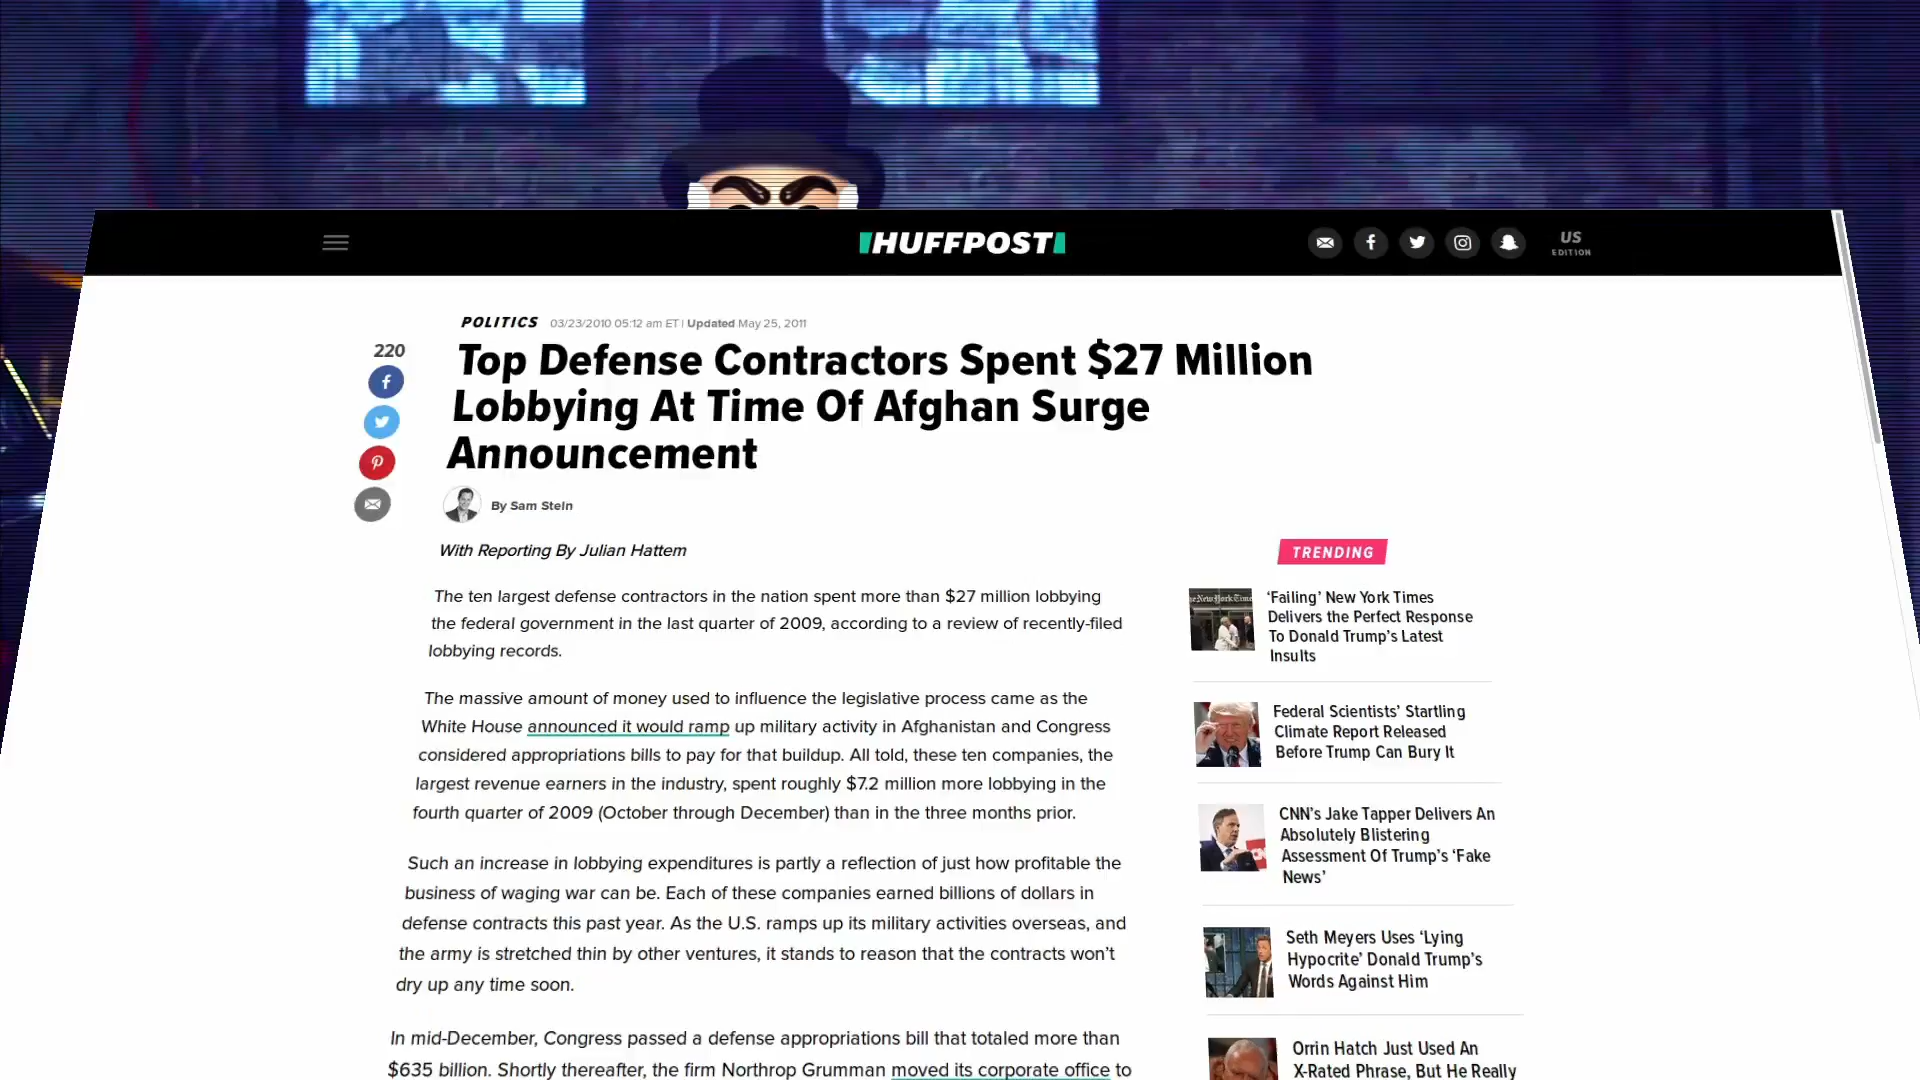 HUFFPOST
US
EDITION
POLITICS 03/23/2010 05:12 am ET | Updated May 25, 2011
220
Top Defense Contractors Spent $27 Million
Lobbying At Time Of Afghan Surge
Announcement
By Sam Stein
With Reporting By Julian Hattem
The ten largest defense contractors in the nation spent more than $27 million lobbying
the federal government in the last quarter of 2009, according to a review of recently-filed
lobbying records.
The massive amount of money used to influence the legislative process came as the
White House announced it would ramp up military activity in Afghanistan and Congress
considered appropriations bills to pay for that buildup. All told, these ten companies, the
largest revenue earners in the industry, spent roughly $7.2 million more lobbying in the
fourth quarter of 2009 (October through December) than in the three months prior.
Such an increase in lobbying expenditures is partly a reflection of just how profitable the
business of waging war can be. Each of these companies earned billions of dollars in
defense contracts this past year. As the U.S. ramps up its military activities overseas, and
the army is stretched thin by other ventures, it stands to reason that the contracts won't
dry up any time soon.
In mid-December, Congress passed a defense appropriations bill that totaled more than
$635 billion. Shortly thereafter, the firm Northrop Grumman moved its corporate office to
TRENDING
'Failing' New York Times
Delivers the Perfect Response
To Donald Trump's Latest
Insults
Federal Scientists' Startling
Climate Report Released
Before Trump Can Bury It
CNN's Jake Tapper Delivers An
Absolutely Blistering
Assessment Of Trump's 'Fake
News'
Seth Meyers Uses 'Lying
Hypocrite' Donald Trump's
Words Against Him
Orrin Hatch Just Used An
X-Rated Phrase, But He Really